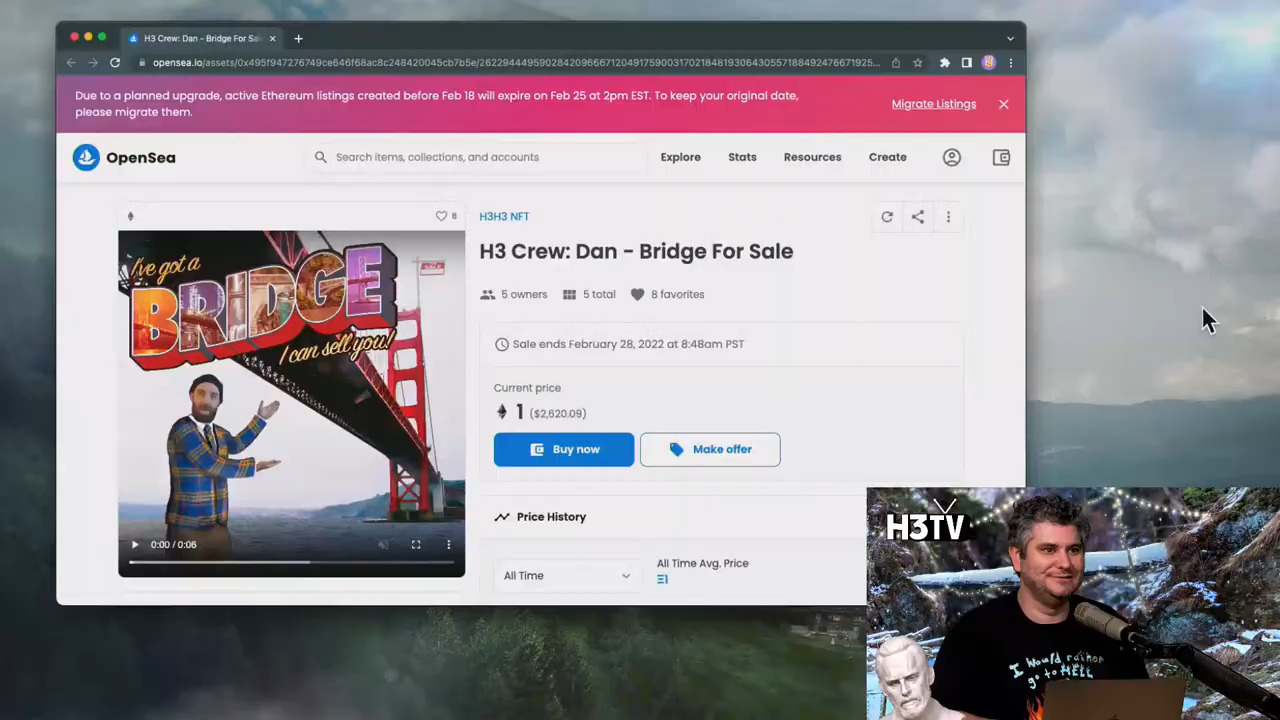 H3 Crew: Dan - Bridge For Sa
opensea.io/assets/0x495f947276749ce646f68ac8c248420045cb7b5e/26229444959028420966671204917590031702184819306430557188492476671925...
Due to a planned upgrade, active Ethereum listings created before Feb 18 will expire on Feb 25 at 2pm EST. To keep your original date,
please migrate them.
Migrate Listings
OpenSea
Search items, collections, and accounts
Explore
Stats
Resources
Create
8
I've got a
BRIDGE
I can sell you!
SALE
0:00 / 0:06
H3H3 NFT
H3 Crew: Dan - Bridge For Sale
5 owners
5 total
8 favorites
Sale ends February 28, 2022 at 8:48am PST
Current price
1 ($2,620.09)
Buy now
Make offer
Price History
All Time
All Time Avg. Price
Ξ1
H3TV
I would rather
go to HELL